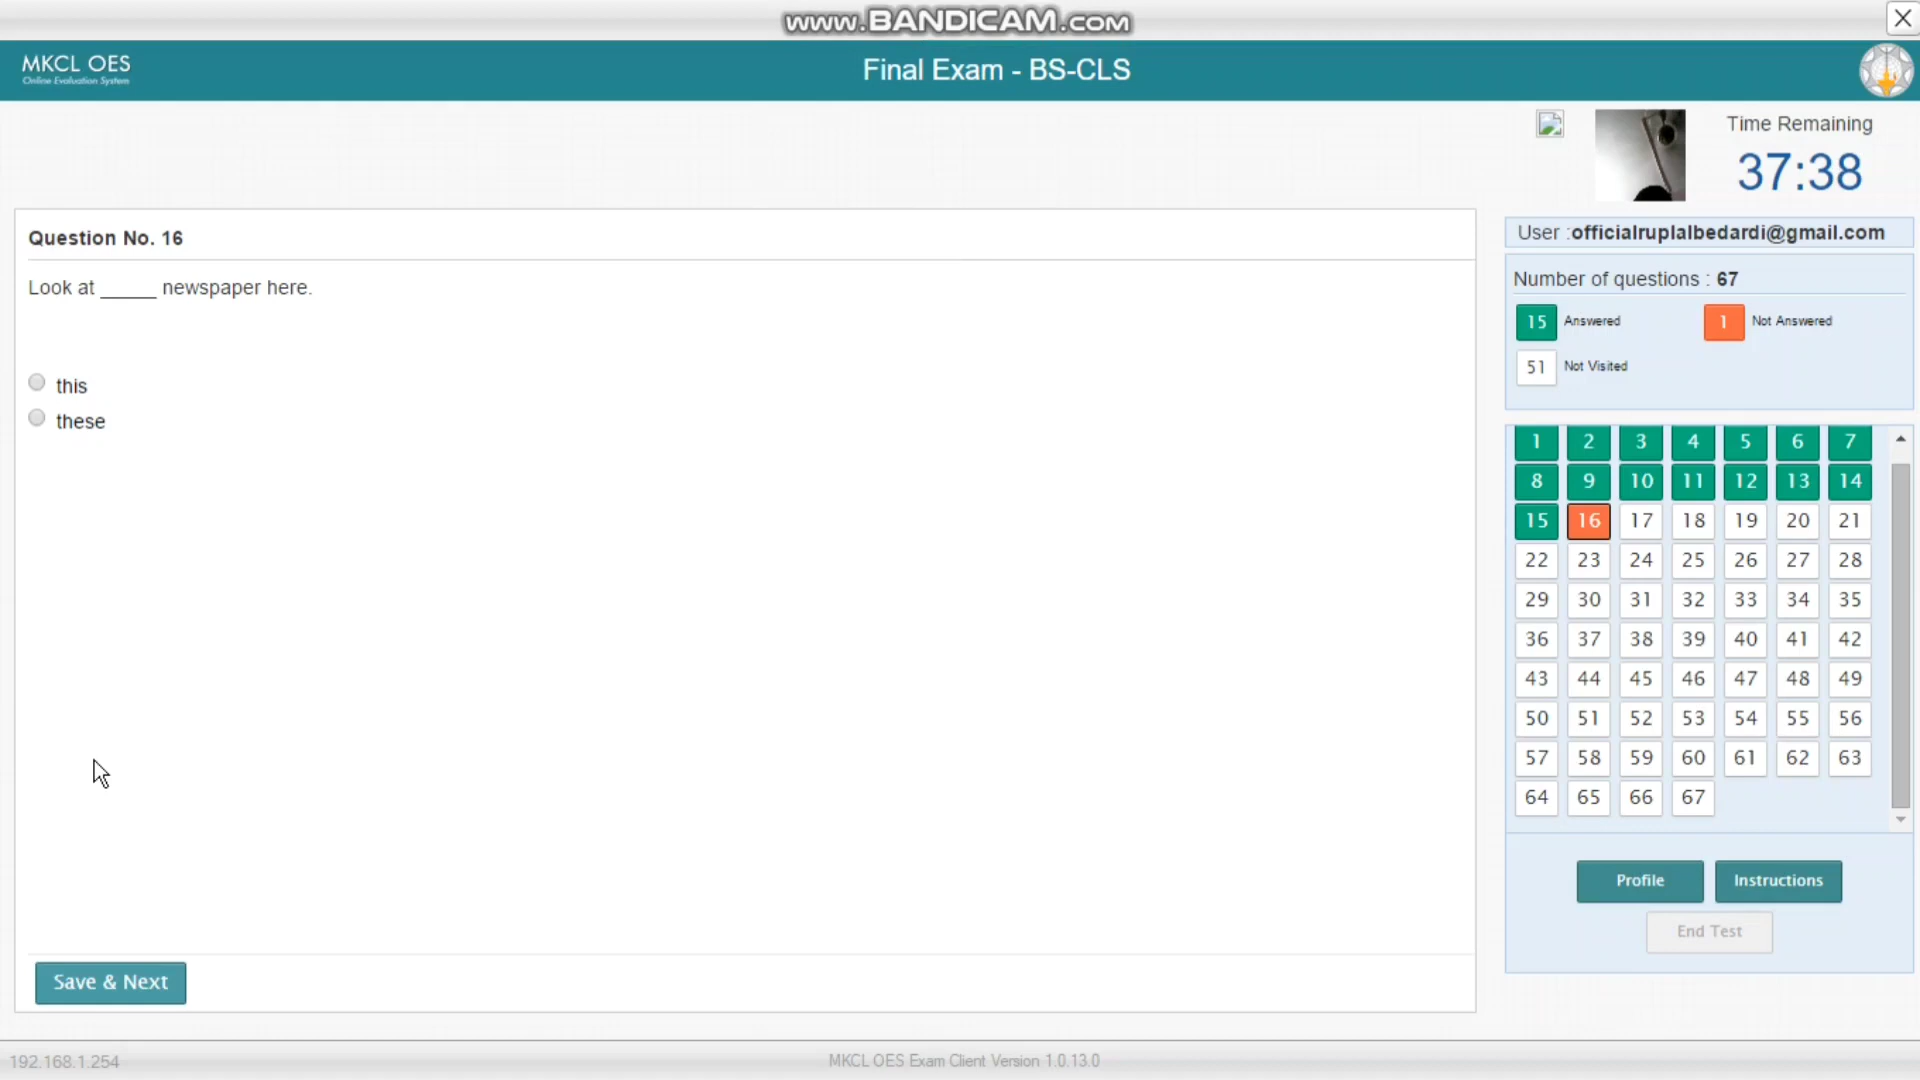 www.BANDICAM.com
MKCL OES
Online Evaluation System
Final Exam - BS-CLS
Time Remaining
37:38
Question No. 16
User :officialruplalbedardi@gmail.com
Look at _____ newspaper here.
Number of questions : 67
15 Answered 1 Not Answered
51 Not Visited
this
these
1 2 3 4 5 6 7
8 9 10 11 12 13 14
15 16 17 18 19 20 21
22 23 24 25 26 27 28
29 30 31 32 33 34 35
36 37 38 39 40 41 42
43 44 45 46 47 48 49
50 51 52 53 54 55 56
57 58 59 60 61 62 63
64 65 66 67
Profile Instructions
End Test
Save & Next
192.168.1.254
MKCL OES Exam Client Version 1.0.13.0